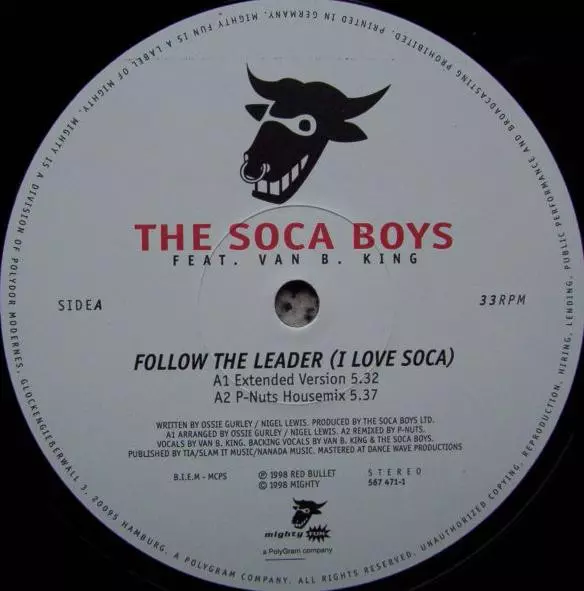 THE SOCA BOYS
FEAT. VAN B. KING
SIDE A
33RPM
FOLLOW THE LEADER (I LOVE SOCA)
A1 Extended Version 5.32
A2 P-Nuts Housemix 5.37
WRITTEN BY OSSIE GURLEY / NIGEL LEWIS. PRODUCED BY THE SOCA BOYS LTD.
A1 ARRANGED BY OSSIE GURLEY / NIGEL LEWIS. A2 REMIXED BY P-NUTS.
VOCALS BY VAN B. KING. BACKING VOCALS BY VAN B. KING & THE SOCA BOYS.
PUBLISHED BY TIA/SLAM IT MUSIC/NANADA MUSIC. MASTERED AT DANCE WAVE PRODUCTIONS
B.I.E.M - MCPS
℗ 1998 RED BULLET
© 1998 MIGHTY
STEREO
567 471-1
mighty FUN
a PolyGram company
MIGHTY FUN IS A LABEL OF MIGHTY. MIGHTY IS A DIVISION OF POLYDOR MODERNES. GLOCKENGIEßERWALL 3, 20095 HAMBURG. A POLYGRAM COMPANY. ALL RIGHTS RESERVED. UNAUTHORIZED COPYING, REPRODUCTION, HIRING, LENDING, PUBLIC PERFORMANCE AND BROADCASTING PROHIBITED. PRINTED IN GERMANY.